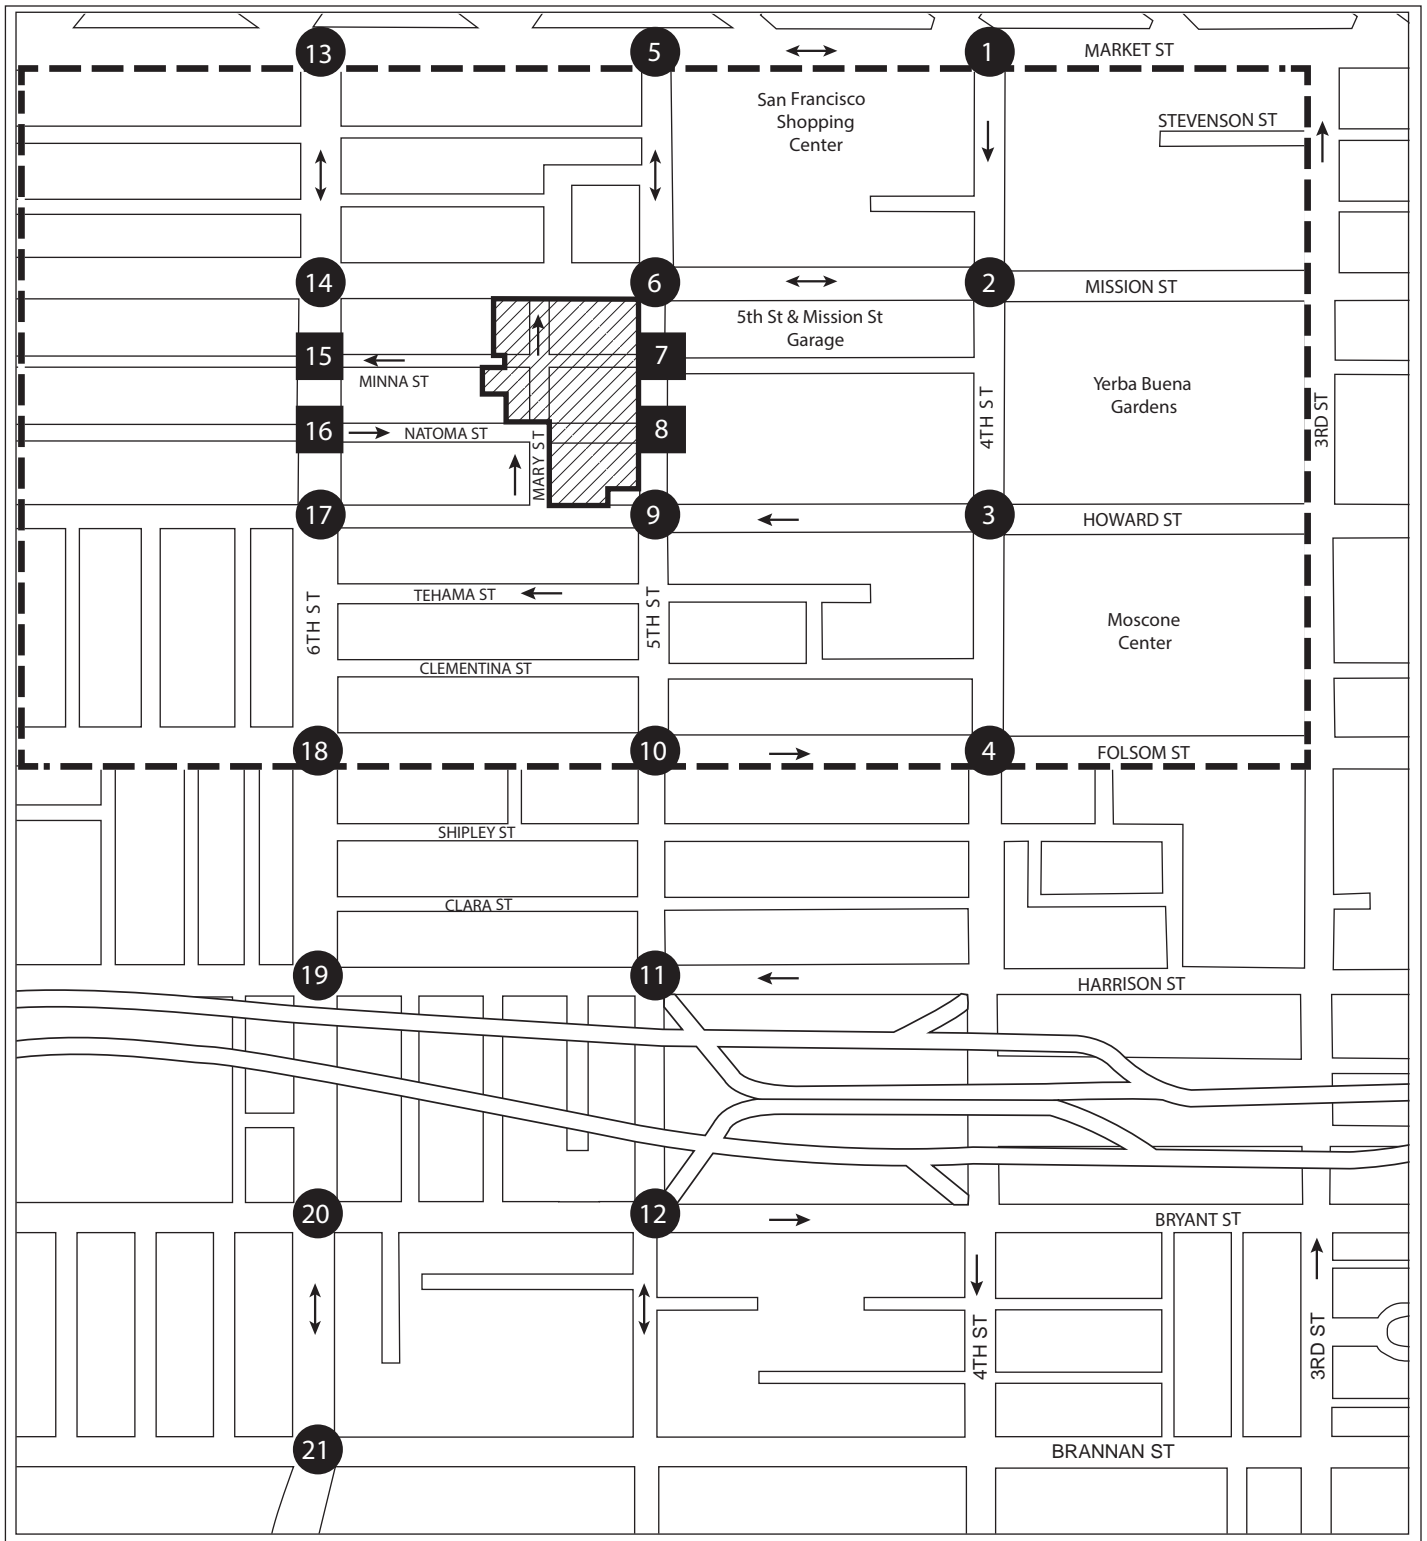 13
5
1
MARKET ST
San Francisco
Shopping
Center
STEVENSON ST
14
6
2
MISSION ST
5th St & Mission St
Garage
15
7
MINNA ST
Yerba Buena
Gardens
16
NATOMA ST
MARY ST
8
4TH ST
3RD ST
17
9
3
HOWARD ST
TEHAMA ST
6TH ST
5TH ST
Moscone
Center
CLEMENTINA ST
18
10
4
FOLSOM ST
SHIPLEY ST
CLARA ST
19
11
HARRISON ST
20
12
BRYANT ST
4TH ST
3RD ST
21
BRANNAN ST